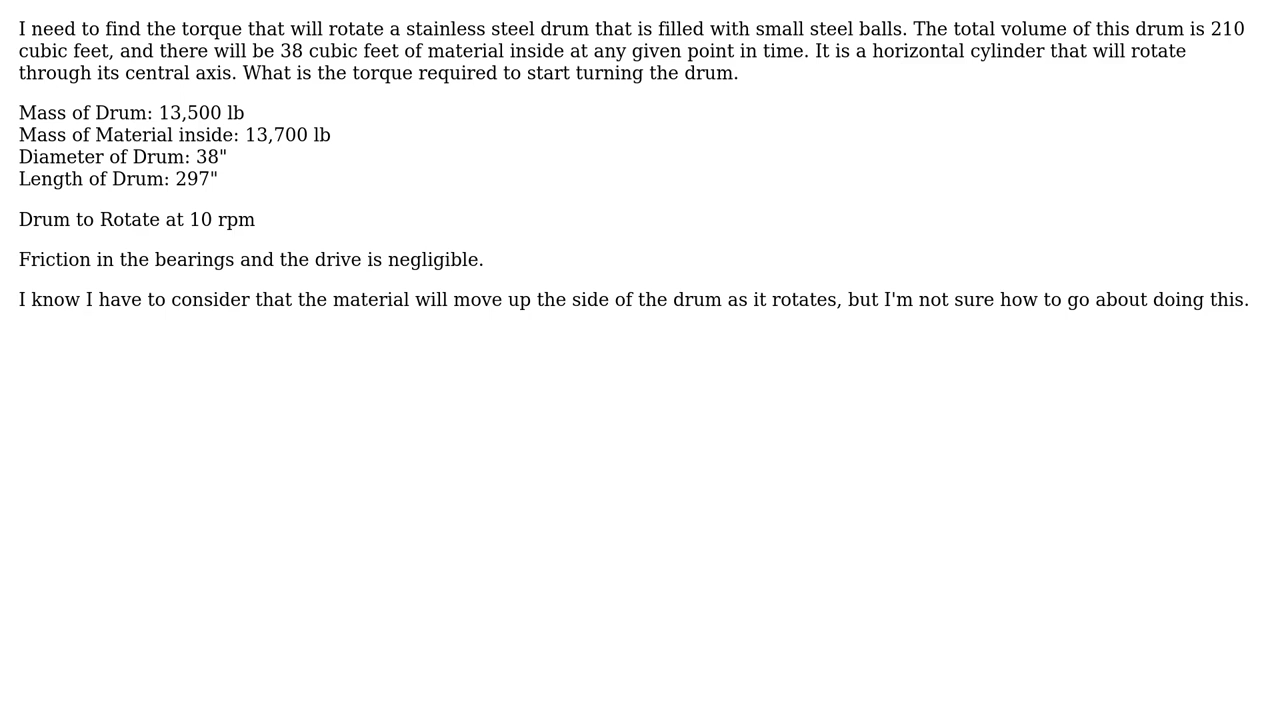 I need to find the torque that will rotate a stainless steel drum that is filled with small steel balls. The total volume of this drum is 210
cubic feet, and there will be 38 cubic feet of material inside at any given point in time. It is a horizontal cylinder that will rotate
through its central axis. What is the torque required to start turning the drum.
Mass of Drum: 13,500 lb
Mass of Material inside: 13,700 lb
Diameter of Drum: 38"
Length of Drum: 297"
Drum to Rotate at 10 rpm
Friction in the bearings and the drive is negligible.
I know I have to consider that the material will move up the side of the drum as it rotates, but I'm not sure how to go about doing this.